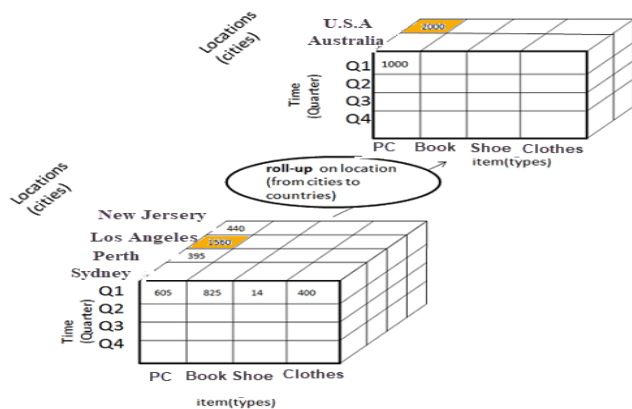 Locations
(cities)
U.S.A
Australia
2000
Time
(Quarter)
Q1
Q2
Q3
Q4
1000
PC Book Shoe Clothes
item(types)
roll-up on location
(from cities to
countries)
Locations
(cities)
New Jersery
Los Angeles
Perth
Sydney
440
1560
395
Time
(Quarter)
Q1
Q2
Q3
Q4
605 825 14 400
PC Book Shoe Clothes
item(types)